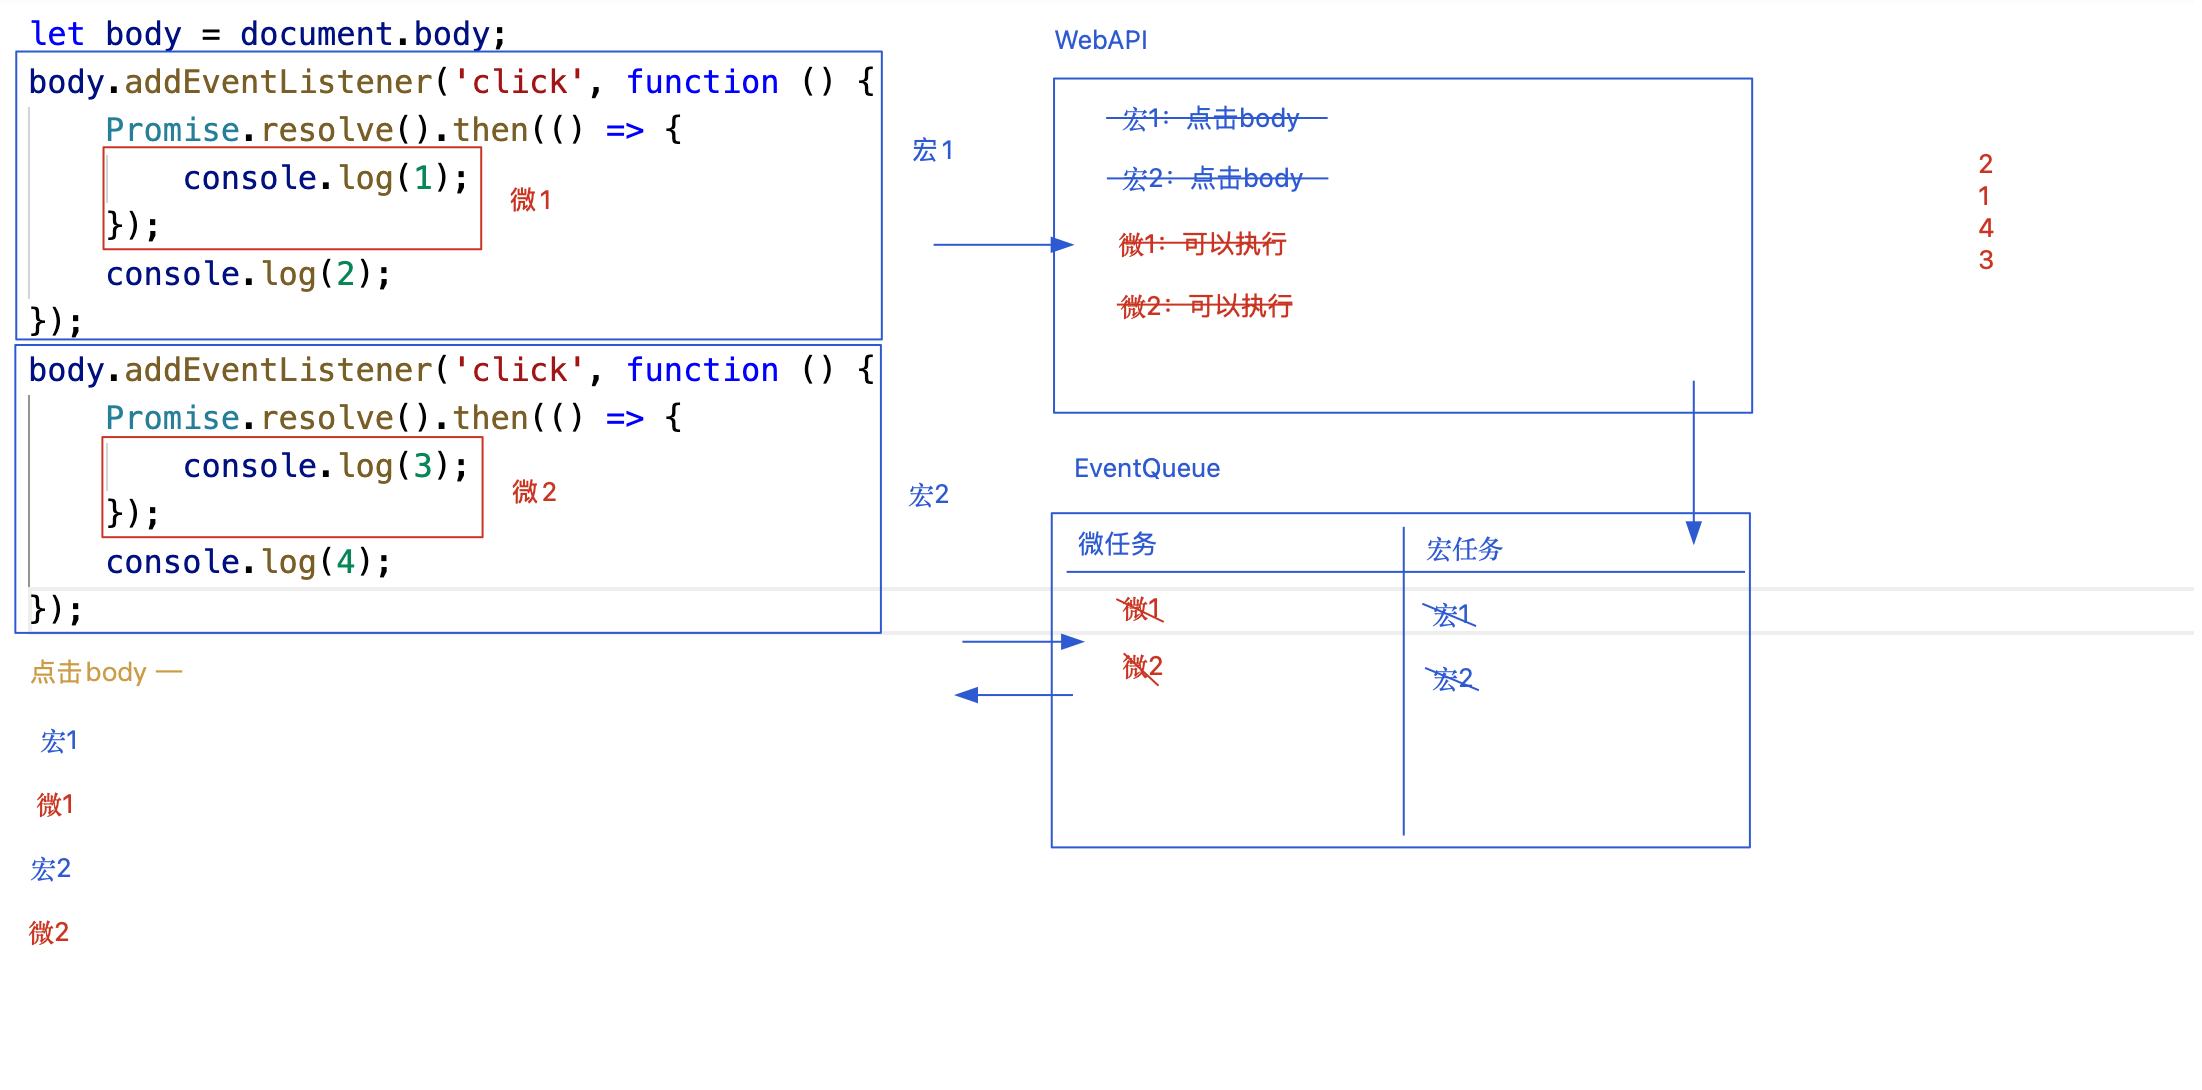 let body = document.body;
body.addEventListener('click', function () {
Promise.resolve().then(() => {
console.log(1);
});
console.log(2);
});
宏1
微1
body.addEventListener('click', function () {
Promise.resolve().then(() => {
console.log(3);
});
console.log(4);
});
微2
宏2
点击body —
宏1
微1
宏2
微2
WebAPI
宏1：点击body
宏2：点击body
微1：可以执行
微2：可以执行
EventQueue
微任务 宏任务
微1 宏1
微2 宏2
2
1
4
3